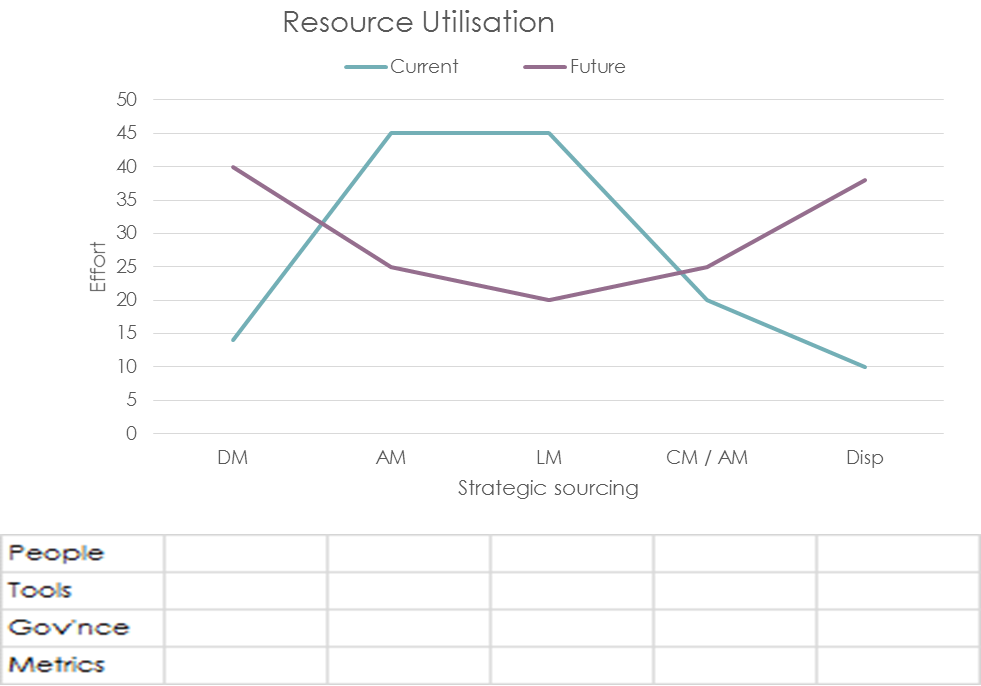 Resource Utilisation
Current Future
50
45
40
35
30
25
20
15
10
5
0
Effort
DM AM LM CM / AM Disp
Strategic sourcing
People
Tools
Gov'nce
Metrics